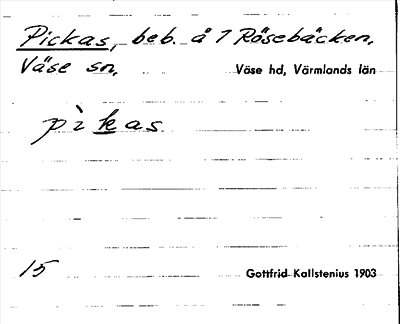 Pickas, beb. å 7 Rösebäcken,
Väse sn, Väse hd, Värmlands län
pìkas
15 Gottfrid Kallstenius 1903